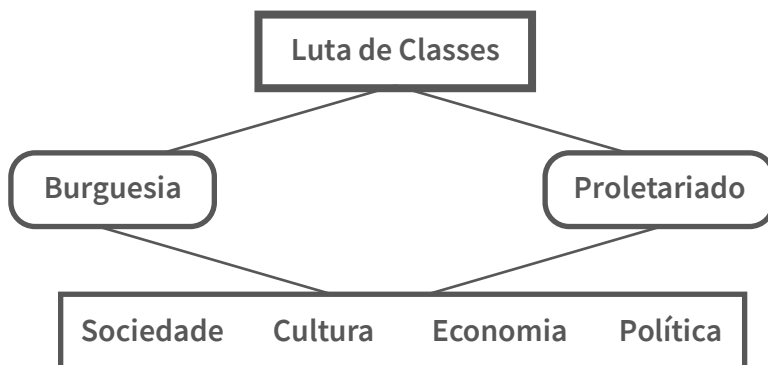 Luta de Classes
Burguesia Proletariado
Sociedade Cultura Economia Política